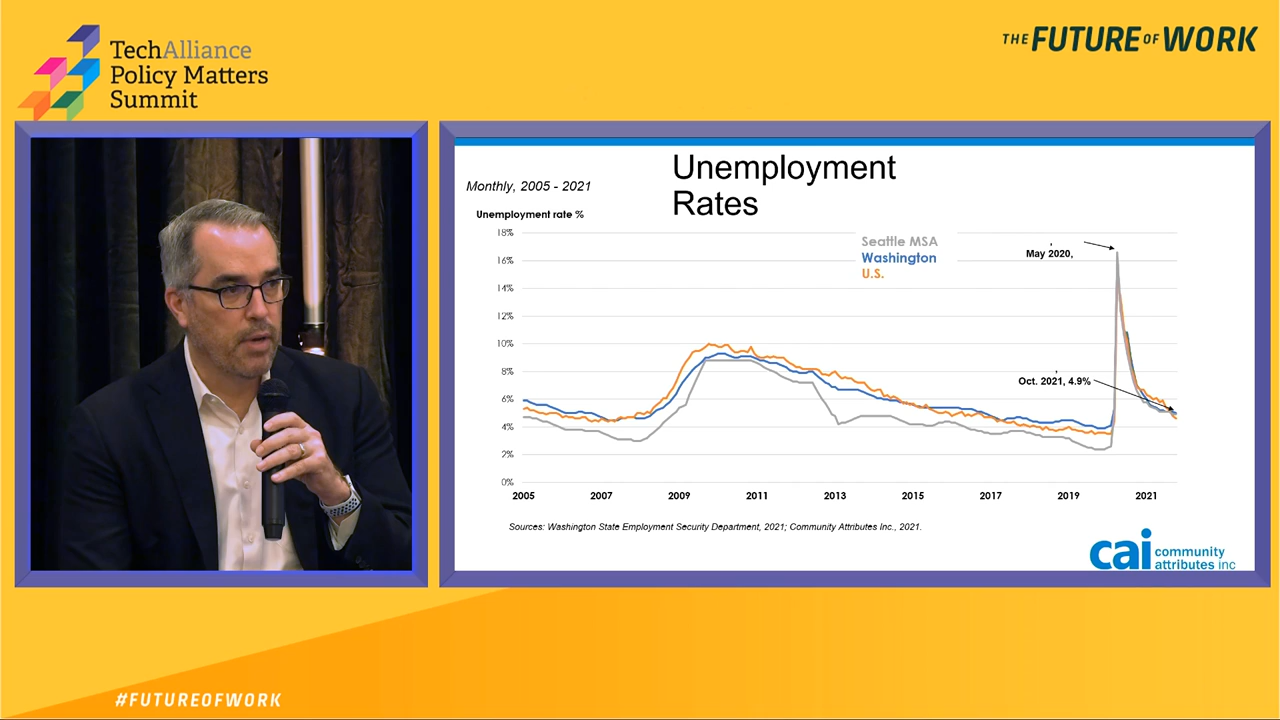 TechAlliance
Policy Matters
Summit
THE FUTURE OF WORK
Unemployment
Rates
Monthly, 2005 - 2021
Unemployment rate %
18%
16%
14%
12%
10%
8%
6%
4%
2%
0%
Seattle MSA
Washington
U.S.
May 2020,
Oct. 2021, 4.9%
2005 2007 2009 2011 2013 2015 2017 2019 2021
Sources: Washington State Employment Security Department, 2021; Community Attributes Inc., 2021.
cai community
attributes inc
#FUTUREOFWORK